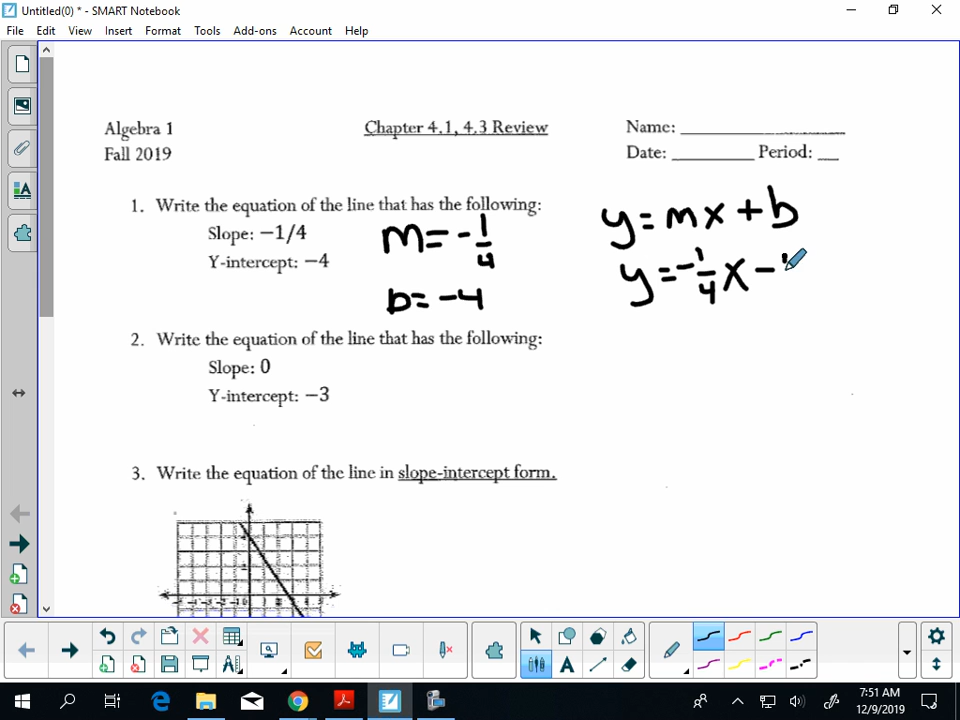 Untitled(0) * - SMART Notebook
File Edit View Insert Format Tools Add-ons Account Help
Algebra 1
Fall 2019
Chapter 4.1, 4.3 Review
Name:
Date: Period:
1. Write the equation of the line that has the following:
Slope: −1/4
Y-intercept: −4
m = -1/4
b = -4
y = mx + b
y = -1/4 x -
2. Write the equation of the line that has the following:
Slope: 0
Y-intercept: −3
3. Write the equation of the line in slope-intercept form.
7:51 AM
12/9/2019